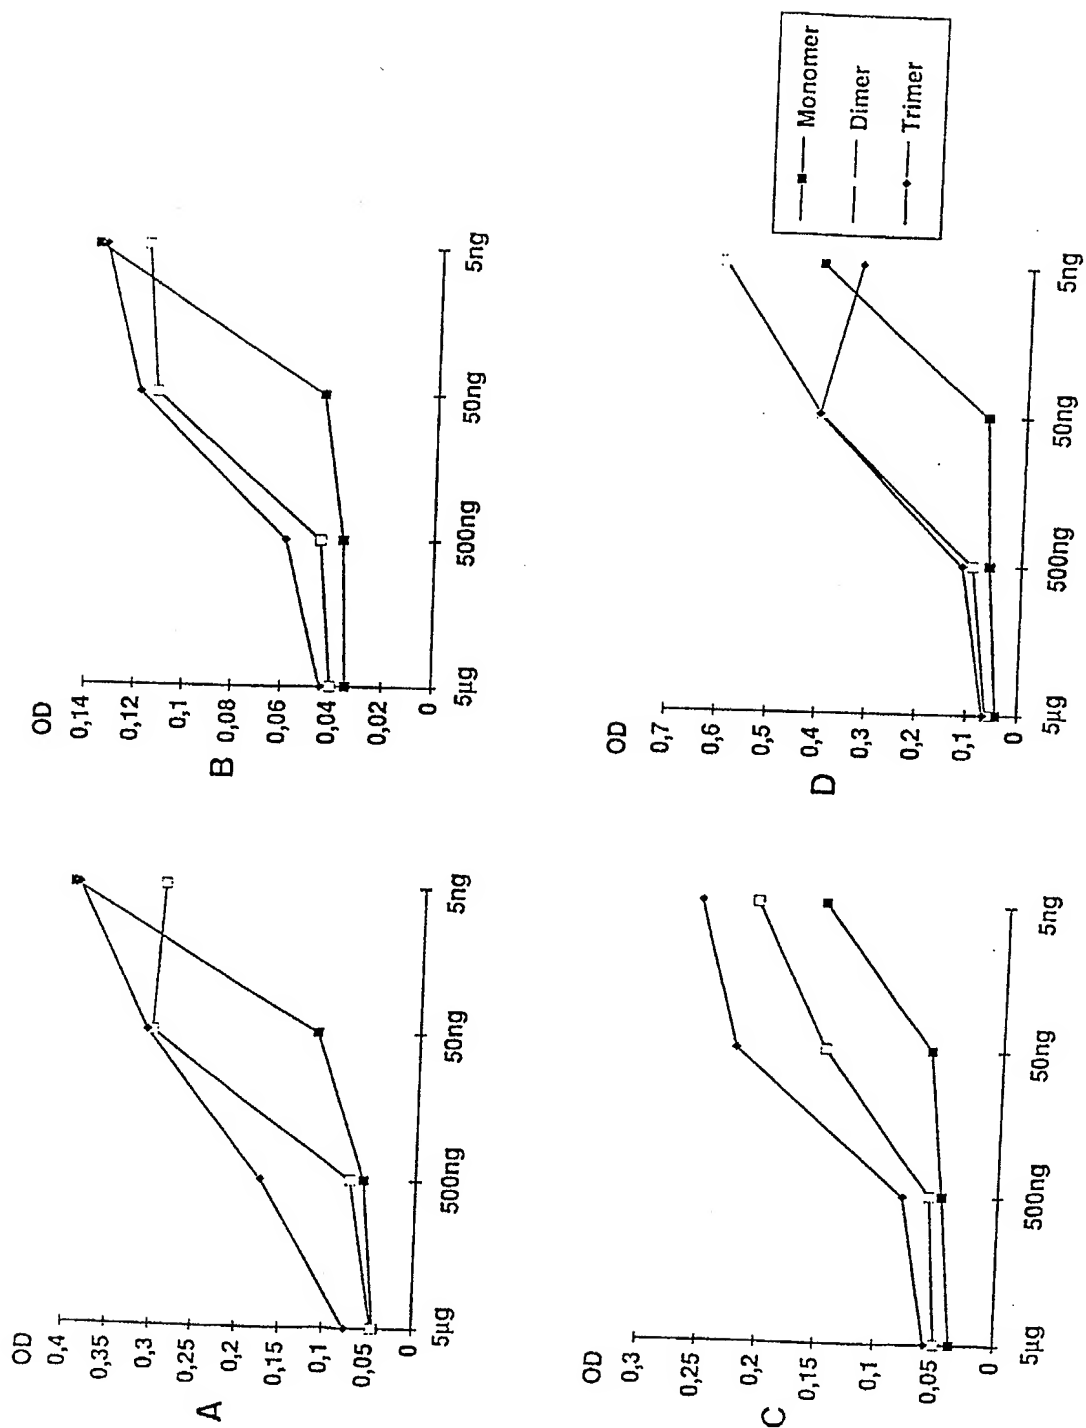 A
OD
0,4
0,35
0,3
0,25
0,2
0,15
0,1
0,05
0
5µg
500ng
50ng
5ng
B
OD
0,14
0,12
0,1
0,08
0,06
0,04
0,02
0
5µg
500ng
50ng
5ng
C
OD
0,3
0,25
0,2
0,15
0,1
0,05
0
5µg
500ng
50ng
5ng
D
OD
0,7
0,6
0,5
0,4
0,3
0,2
0,1
0
5µg
500ng
50ng
5ng
Monomer
Dimer
Trimer